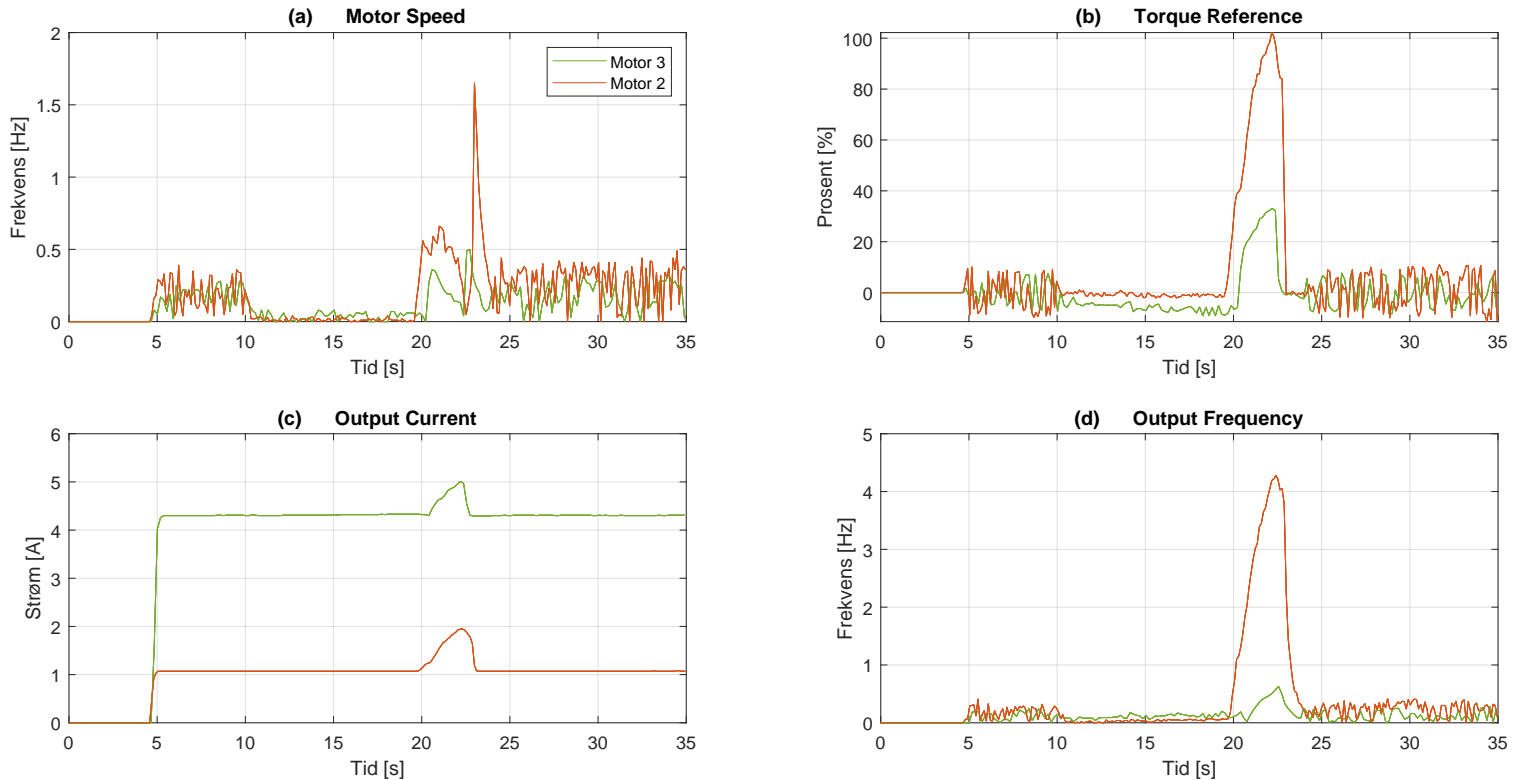 (a) Motor Speed
2
1.5
1
0.5
0
Frekvens [Hz]
Motor 3
Motor 2
0 5 10 15 20 25 30 35
Tid [s]
(b) Torque Reference
100
80
60
40
20
0
Prosent [%]
0 5 10 15 20 25 30 35
Tid [s]
(c) Output Current
6
5
4
3
2
1
0
Strøm [A]
0 5 10 15 20 25 30 35
Tid [s]
(d) Output Frequency
5
4
3
2
1
0
Frekvens [Hz]
0 5 10 15 20 25 30 35
Tid [s]